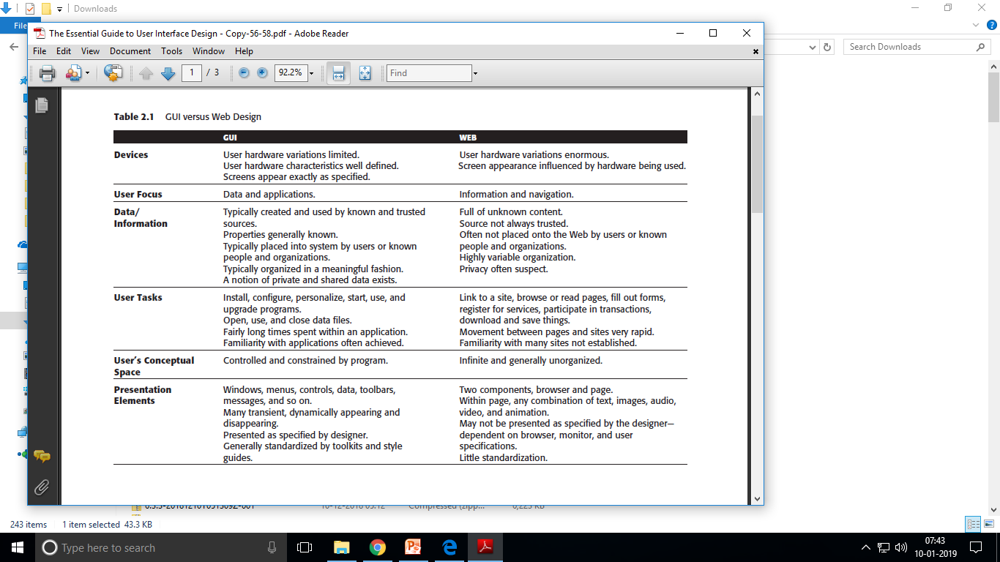 Downloads
File
The Essential Guide to User Interface Design - Copy-56-58.pdf - Adobe Reader
File Edit View Document Tools Window Help
Search Downloads
1 / 3 92.2% Find
Table 2.1 GUI versus Web Design
GUI WEB
Devices User hardware variations limited. User hardware variations enormous.
User hardware characteristics well defined. Screen appearance influenced by hardware being used.
Screens appear exactly as specified.
User Focus Data and applications. Information and navigation.
Data/ Typically created and used by known and trusted Full of unknown content.
Information sources. Source not always trusted.
Properties generally known. Often not placed onto the Web by users or known
Typically placed into system by users or known people and organizations.
people and organizations. Highly variable organization.
Typically organized in a meaningful fashion. Privacy often suspect.
A notion of private and shared data exists.
User Tasks Install, configure, personalize, start, use, and Link to a site, browse or read pages, fill out forms,
upgrade programs. register for services, participate in transactions,
Open, use, and close data files. download and save things.
Fairly long times spent within an application. Movement between pages and sites very rapid.
Familiarity with applications often achieved. Familiarity with many sites not established.
User's Conceptual Controlled and constrained by program. Infinite and generally unorganized.
Space
Presentation Windows, menus, controls, data, toolbars, Two components, browser and page.
Elements messages, and so on. Within page, any combination of text, images, audio,
Many transient, dynamically appearing and video, and animation.
disappearing. May not be presented as specified by the designer—
Presented as specified by designer. dependent on browser, monitor, and user
Generally standardized by toolkits and style specifications.
guides. Little standardization.
243 items 1 item selected 43.3 KB
Type here to search
07:43
10-01-2019